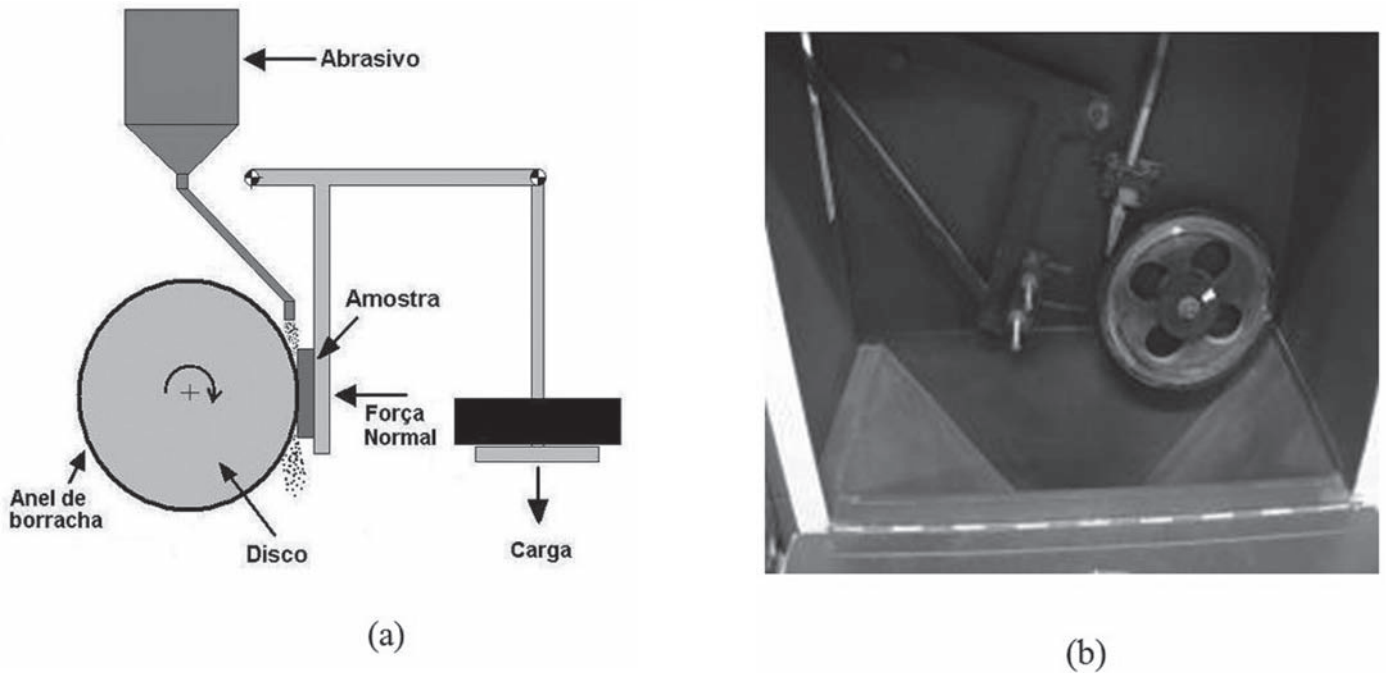 Abrasivo
Amostra
Força
Normal
Anel de
borracha
Disco
Carga
(a)
(b)